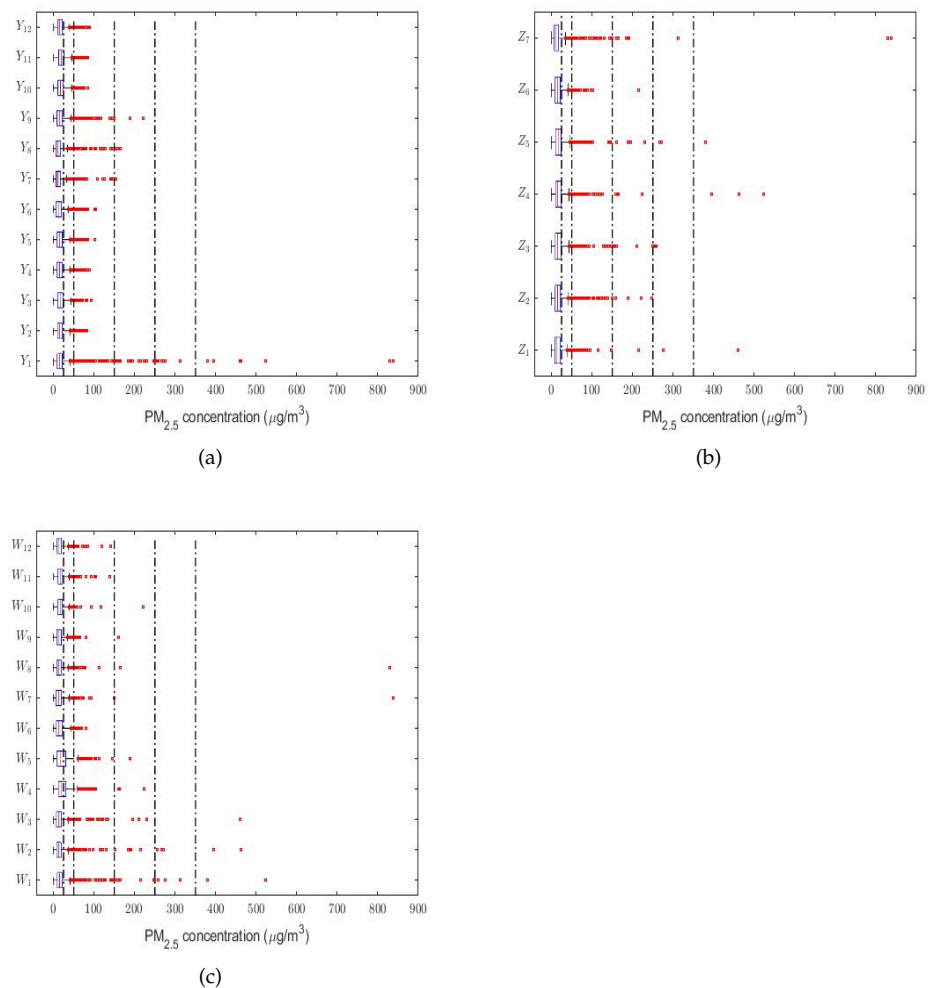 Y₁₂
Y₁₁
Y₁₀
Y₉
Y₈
Y₇
Y₆
Y₅
Y₄
Y₃
Y₂
Y₁
0 100 200 300 400 500 600 700 800 900
PM₂.₅ concentration (μg/m³)
(a)
Z₇
Z₆
Z₅
Z₄
Z₃
Z₂
Z₁
0 100 200 300 400 500 600 700 800 900
PM₂.₅ concentration (μg/m³)
(b)
W₁₂
W₁₁
W₁₀
W₉
W₈
W₇
W₆
W₅
W₄
W₃
W₂
W₁
0 100 200 300 400 500 600 700 800 900
PM₂.₅ concentration (μg/m³)
(c)